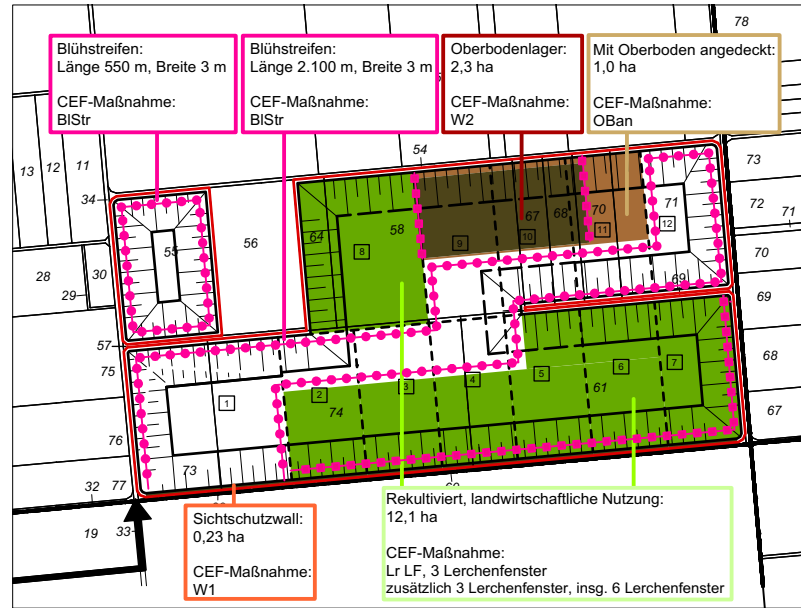 Blühstreifen:
Länge 550 m, Breite 3 m
CEF-Maßnahme:
BlStr
Blühstreifen:
Länge 2.100 m, Breite 3 m
CEF-Maßnahme:
BlStr
Oberbodenlager:
2,3 ha
CEF-Maßnahme:
W2
Mit Oberboden angedeckt:
1,0 ha
CEF-Maßnahme:
OBan
78
13
12
11
54
73
34
72
71
56
64
58
67
68
70
71
55
8
9
10
11
12
28
30
29
69
70
69
57
75
68
1
2
3
4
5
6
7
74
61
67
76
73
32
77
19
33
Sichtschutzwall:
0,23 ha
CEF-Maßnahme:
W1
Rekultiviert, landwirtschaftliche Nutzung:
12,1 ha
CEF-Maßnahme:
Lr LF, 3 Lerchenfenster
zusätzlich 3 Lerchenfenster, insg. 6 Lerchenfenster